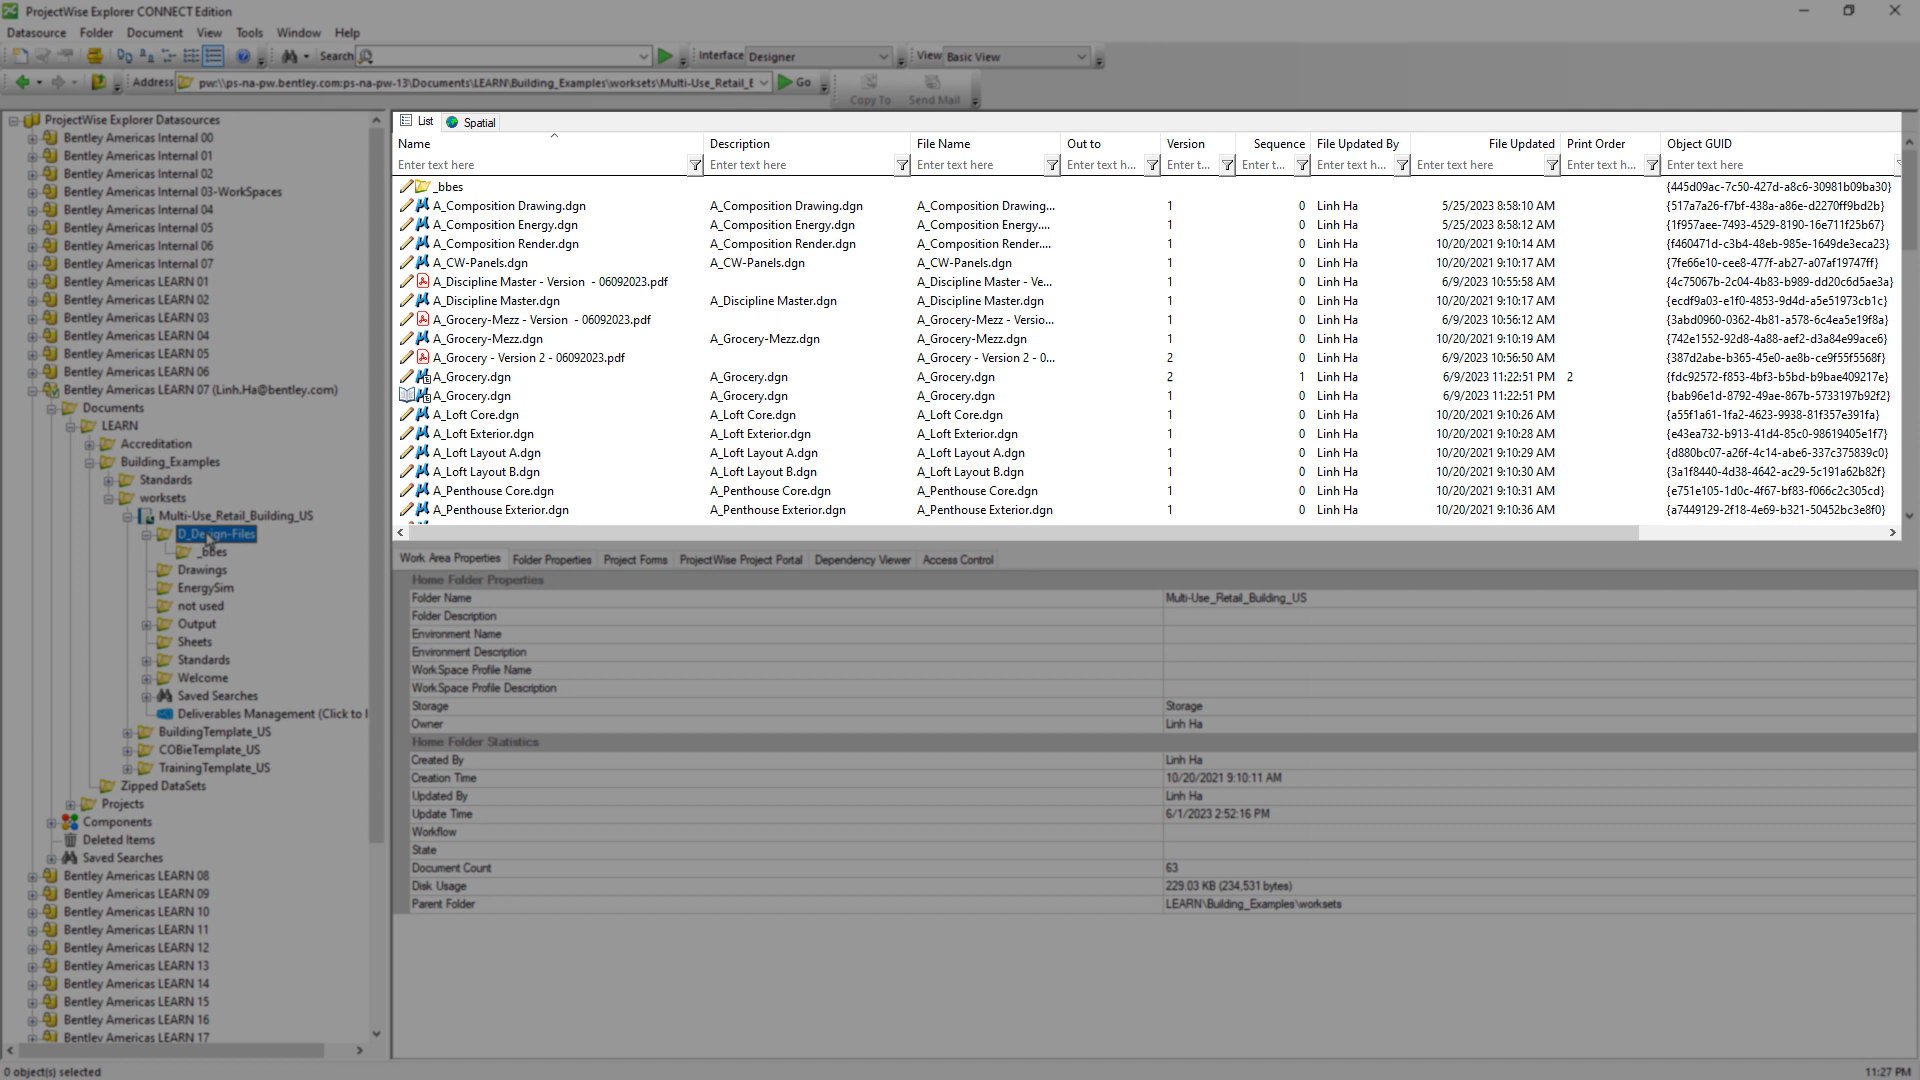 ProjectWise Explorer CONNECT Edition
Datasource Folder Document View Tools Window Help
Search Interface Designer View Basic View
Address pw:\\ps-na-pw.bentley.com:ps-na-pw-13\Documents\LEARN\Building_Examples\worksets\Multi-Use_Retail_E Go Copy To Send Mail
ProjectWise Explorer Datasources
Bentley Americas Internal 00
Bentley Americas Internal 01
Bentley Americas Internal 02
Bentley Americas Internal 03-WorkSpaces
Bentley Americas Internal 04
Bentley Americas Internal 05
Bentley Americas Internal 06
Bentley Americas Internal 07
Bentley Americas LEARN 01
Bentley Americas LEARN 02
Bentley Americas LEARN 03
Bentley Americas LEARN 04
Bentley Americas LEARN 05
Bentley Americas LEARN 06
Bentley Americas LEARN 07 (Linh.Ha@bentley.com)
Documents
LEARN
Accreditation
Building_Examples
Standards
worksets
Multi-Use_Retail_Building_US
D_Design-Files
_bbes
Drawings
EnergySim
not used
Output
Sheets
Standards
Welcome
Saved Searches
Deliverables Management (Click to l
BuildingTemplate_US
COBieTemplate_US
TrainingTemplate_US
Zipped DataSets
Projects
Components
Deleted Items
Saved Searches
Bentley Americas LEARN 08
Bentley Americas LEARN 09
Bentley Americas LEARN 10
Bentley Americas LEARN 11
Bentley Americas LEARN 12
Bentley Americas LEARN 13
Bentley Americas LEARN 14
Bentley Americas LEARN 15
Bentley Americas LEARN 16
Bentley Americas LEARN 17
List Spatial
Name Description File Name Out to Version Sequence File Updated By File Updated Print Order Object GUID
Enter text here Enter text here Enter text here Enter text h... Enter t... Enter t... Enter text h... Enter text here Enter text h... Enter text here
_bbes {445d09ac-7c50-427d-a8c6-30981b09ba30}
A_Composition Drawing.dgn A_Composition Drawing.dgn A_Composition Drawing... 1 0 Linh Ha 5/25/2023 8:58:10 AM {517a7a26-f7bf-438a-a86e-d2270ff9bd2b}
A_Composition Energy.dgn A_Composition Energy.dgn A_Composition Energy.... 1 0 Linh Ha 5/25/2023 8:58:12 AM {1f957aee-7493-4529-8190-16e711f25b67}
A_Composition Render.dgn A_Composition Render.dgn A_Composition Render.... 1 0 Linh Ha 10/20/2021 9:10:14 AM {f460471d-c3b4-48eb-985e-1649de3eca23}
A_CW-Panels.dgn A_CW-Panels.dgn A_CW-Panels.dgn 1 0 Linh Ha 10/20/2021 9:10:17 AM {7fe66e10-cee8-477f-ab27-a07af19747ff}
A_Discipline Master - Version - 06092023.pdf A_Discipline Master - Ve... 1 0 Linh Ha 6/9/2023 10:55:58 AM {4c75067b-2c04-4b83-b989-dd20c6d5ae3a}
A_Discipline Master.dgn A_Discipline Master.dgn A_Discipline Master.dgn 1 0 Linh Ha 10/20/2021 9:10:17 AM {ecdf9a03-e1f0-4853-9d4d-a5e51973cb1c}
A_Grocery-Mezz - Version - 06092023.pdf A_Grocery-Mezz - Versio... 1 0 Linh Ha 6/9/2023 10:56:12 AM {3abd0960-0362-4b81-a578-6c4ea5e19f8a}
A_Grocery-Mezz.dgn A_Grocery-Mezz.dgn A_Grocery-Mezz.dgn 1 0 Linh Ha 10/20/2021 9:10:19 AM {742e1552-92d8-4a88-aef2-d3a84e99ace6}
A_Grocery - Version 2 - 06092023.pdf A_Grocery - Version 2 - 0... 2 0 Linh Ha 6/9/2023 10:56:50 AM {387d2abe-b365-45e0-ae8b-ce9f55f5568f}
A_Grocery.dgn A_Grocery.dgn A_Grocery.dgn 2 1 Linh Ha 6/9/2023 11:22:51 PM 2 {fdc92572-f853-4bf3-b5bd-b9bae409217e}
A_Grocery.dgn A_Grocery.dgn A_Grocery.dgn 1 0 Linh Ha 6/9/2023 11:22:51 PM {bab96e1d-8792-49ae-867b-5733197b92f2}
A_Loft Core.dgn A_Loft Core.dgn A_Loft Core.dgn 1 0 Linh Ha 10/20/2021 9:10:26 AM {a55f1a61-1fa2-4623-9938-81f357e391fa}
A_Loft Exterior.dgn A_Loft Exterior.dgn A_Loft Exterior.dgn 1 0 Linh Ha 10/20/2021 9:10:28 AM {e43ea732-b913-41d4-85c0-98619405e1f7}
A_Loft Layout A.dgn A_Loft Layout A.dgn A_Loft Layout A.dgn 1 0 Linh Ha 10/20/2021 9:10:29 AM {d880bc07-a26f-4c14-abe6-337c375839c0}
A_Loft Layout B.dgn A_Loft Layout B.dgn A_Loft Layout B.dgn 1 0 Linh Ha 10/20/2021 9:10:30 AM {3a1f8440-4d38-4642-ac29-5c191a62b82f}
A_Penthouse Core.dgn A_Penthouse Core.dgn A_Penthouse Core.dgn 1 0 Linh Ha 10/20/2021 9:10:31 AM {e751e105-1d0c-4f67-bf83-f066c2c305cd}
A_Penthouse Exterior.dgn A_Penthouse Exterior.dgn A_Penthouse Exterior.dgn 1 0 Linh Ha 10/20/2021 9:10:36 AM {a7449129-2f18-4e69-b321-50452bc3e8f0}
Work Area Properties Folder Properties Project Forms ProjectWise Project Portal Dependency Viewer Access Control
Home Folder Properties
Folder Name Multi-Use_Retail_Building_US
Folder Description
Environment Name
Environment Description
WorkSpace Profile Name
WorkSpace Profile Description
Storage Storage
Owner Linh Ha
Home Folder Statistics
Created By Linh Ha
Creation Time 10/20/2021 9:10:11 AM
Updated By Linh Ha
Update Time 6/1/2023 2:52:16 PM
Workflow
State
Document Count 63
Disk Usage 229.03 KB (234,531 bytes)
Parent Folder LEARN\Building_Examples\worksets
0 object(s) selected 11:27 PM